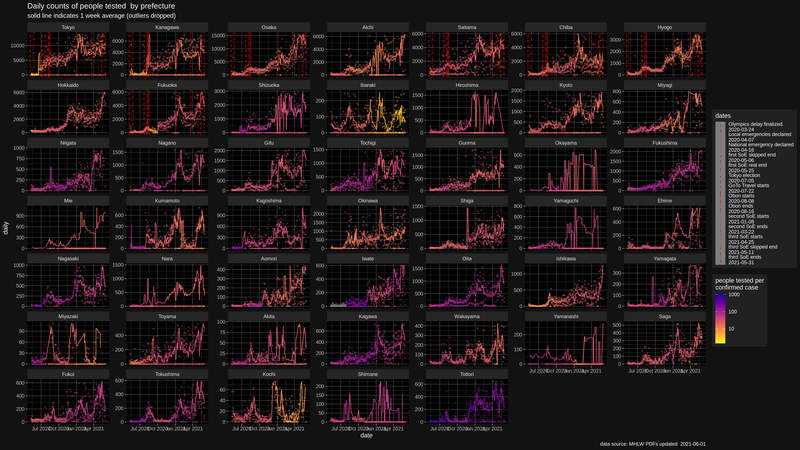 Daily counts of people tested by prefecture
solid line indicates 1 week average (outliers dropped)
Tokyo
Kanagawa
Osaka
Aichi
Saitama
Chiba
Hyogo
Hokkaido
Fukuoka
Shizuoka
Ibaraki
Hiroshima
Kyoto
Miyagi
Niigata
Nagano
Gifu
Tochigi
Gunma
Okayama
Fukushima
Mie
Kumamoto
Kagoshima
Okinawa
Shiga
Yamaguchi
Ehime
Nagasaki
Nara
Aomori
Iwate
Oita
Ishikawa
Yamagata
Miyazaki
Toyama
Akita
Kagawa
Wakayama
Yamanashi
Saga
Fukui
Tokushima
Kochi
Shimane
Tottori
daily
date
dates
Olympics delay finalized
2020-03-24
Local emergencies declared
2020-04-07
National emergency declared
2020-04-16
first SoE skipped end
2020-05-06
first SoE real end
2020-05-25
Tokyo election
2020-07-05
GoTo Travel starts
2020-07-22
Obon starts
2020-08-08
Obon ends
2020-08-16
second SoE starts
2021-01-08
second SoE ends
2021-03-22
third SoE starts
2021-04-25
third SoE skipped end
2021-05-11
third SoE ends
2021-05-31
people tested per
confirmed case
1000
100
10
data source: MHLW PDFs updated 2021-06-01